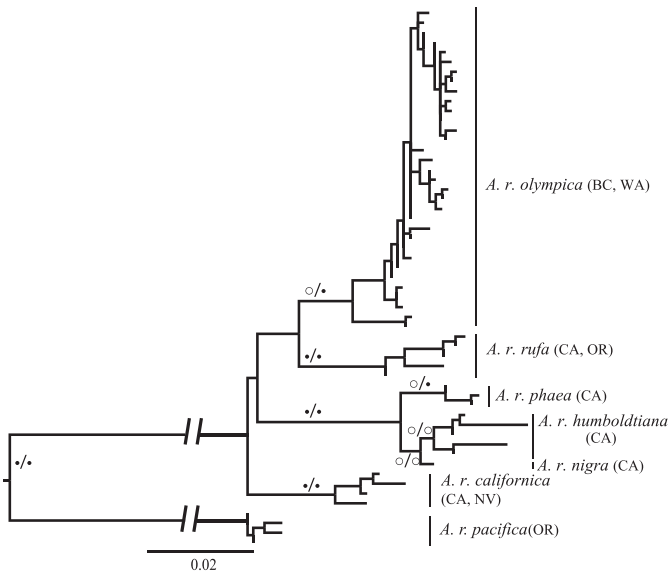 ○/•
A. r. olympica (BC, WA)
•/•
A. r. rufa (CA, OR)
○/•
A. r. phaea (CA)
•/•
○/○
A. r. humboldtiana
(CA)
○/○
A. r. nigra (CA)
•/•
•/•
A. r. californica
(CA, NV)
A. r. pacifica(OR)
0.02